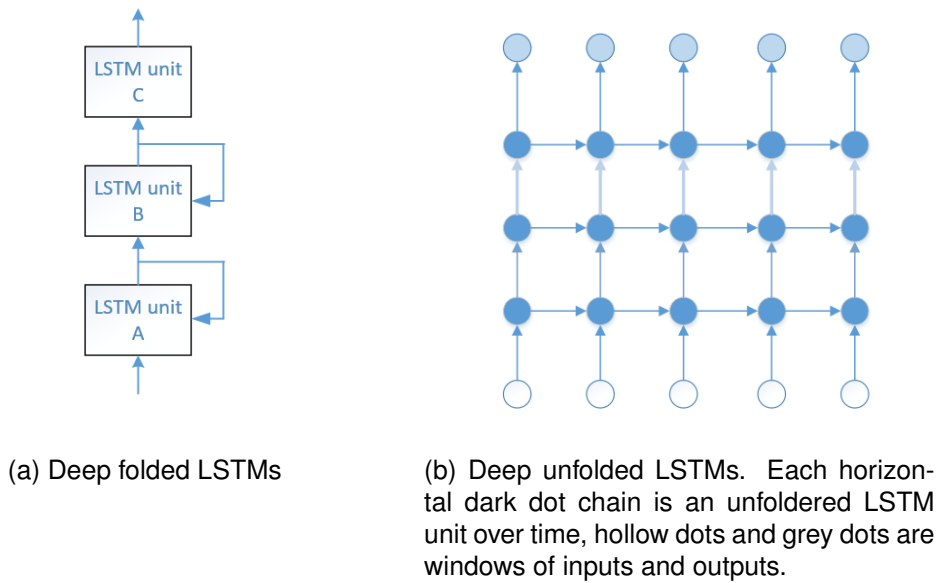 LSTM unit
C
LSTM unit
B
LSTM unit
A
(a) Deep folded LSTMs
(b) Deep unfolded LSTMs. Each horizon-
tal dark dot chain is an unfoldered LSTM
unit over time, hollow dots and grey dots are
windows of inputs and outputs.